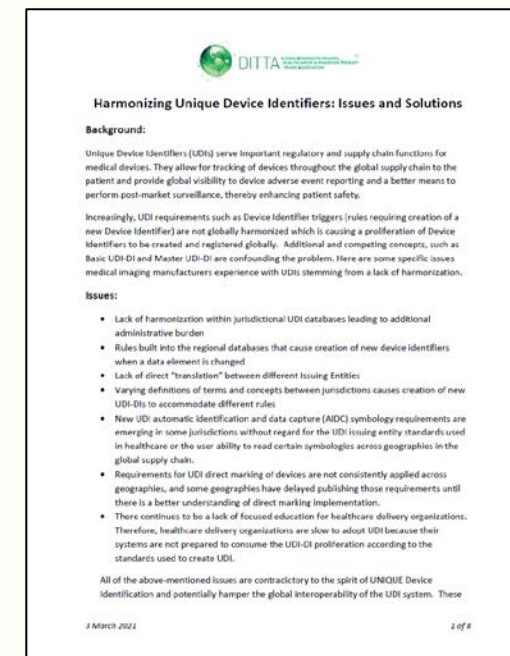 DITTA
Harmonizing Unique Device Identifiers: Issues and Solutions
Background:
Unique Device Identifiers (UDIs) serve important regulatory and supply chain functions for
medical devices. They allow for tracking of devices throughout the global supply chain to the
patient and provide global visibility to device adverse event reporting and a better means to
perform post-market surveillance, thereby enhancing patient safety.
Increasingly, UDI requirements such as Device Identifier triggers (rules requiring creation of a
new Device Identifier) are not globally harmonized which is causing a proliferation of Device
Identifiers to be created and registered globally. Additional and competing concepts, such as
Basic UDI-DI and Master UDI-DI are confounding the problem. Here are some specific issues
medical imaging manufacturers experience with UDIs stemming from a lack of harmonization.
Issues:
• Lack of harmonization within jurisdictional UDI databases leading to additional
administrative burden
• Rules built into the regional databases that cause creation of new device identifiers
when a data element is changed
• Lack of direct "translation" between different Issuing Entities
• Varying definitions of terms and concepts between jurisdictions causes creation of new
UDI-DIs to accommodate different rules
• New UDI automatic identification and data capture (AIDC) symbology requirements are
emerging in some jurisdictions without regard for the UDI issuing entity standards used
in healthcare or the user ability to read certain symbologies across geographies in the
global supply chain.
• Requirements for UDI direct marking of devices are not consistently applied across
geographies, and some geographies have delayed publishing those requirements until
there is a better understanding of direct marking implementation.
• There continues to be a lack of focused education for healthcare delivery organizations.
Therefore, healthcare delivery organizations are slow to adopt UDI because their
systems are not prepared to consume the UDI-DI proliferation according to the
standards used to create UDI.
All of the above-mentioned issues are contradictory to the spirit of UNIQUE Device
Identification and potentially hamper the global interoperability of the UDI system. These
3 March 2021
1 of 8